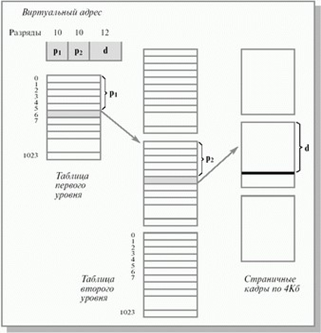 Виртуальный адрес
Разряды 10 10 12
p1 p2 d
0
1
2
3
4
5
6
7
1023
p1
Таблица
первого
уровня
p2
d
0
1
2
3
4
5
6
7
1023
Таблица
второго
уровня
Страничные
кадры по 4Кб